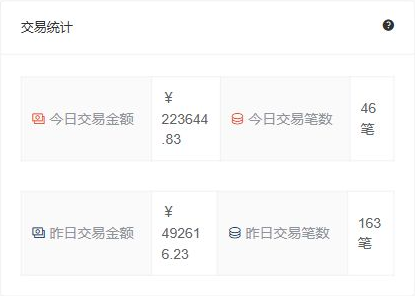 交易统计
今日交易金额
¥
223644
.83
今日交易笔数
46
笔
昨日交易金额
¥
49261
6.23
昨日交易笔数
163
笔